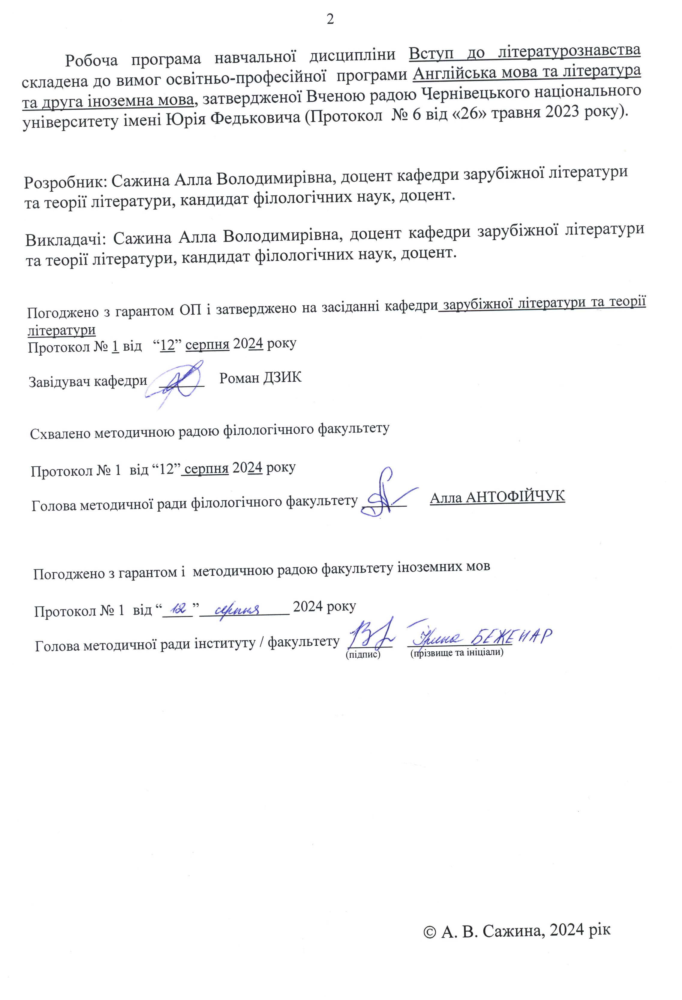 2
Робоча програма навчальної дисципліни Вступ до літературознавства
складена до вимог освітньо-професійної програми Англійська мова та література
та друга іноземна мова, затвердженої Вченою радою Чернівецького національного
університету імені Юрія Федьковича (Протокол № 6 від «26» травня 2023 року).
Розробник: Сажина Алла Володимирівна, доцент кафедри зарубіжної літератури
та теорії літератури, кандидат філологічних наук, доцент.
Викладачі: Сажина Алла Володимирівна, доцент кафедри зарубіжної літератури
та теорії літератури, кандидат філологічних наук, доцент.
Погоджено з гарантом ОП і затверджено на засіданні кафедри зарубіжної літератури та теорії
літератури
Протокол № 1 від “12” серпня 2024 року
Завідувач кафедри Роман ДЗИК
Схвалено методичною радою філологічного факультету
Протокол № 1 від “12” серпня 2024 року
Голова методичної ради філологічного факультету Алла АНТОФІЙЧУК
Погоджено з гарантом і методичною радою факультету іноземних мов
Протокол № 1 від “ 12 ” серпня 2024 року
Голова методичної ради інституту / факультету Ірина БЕЖЕНАР
(підпис) (прізвище та ініціали)
© А. В. Сажина, 2024 рік